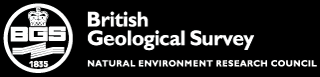 BGS
1835
British
Geological Survey
NATURAL ENVIRONMENT RESEARCH COUNCIL